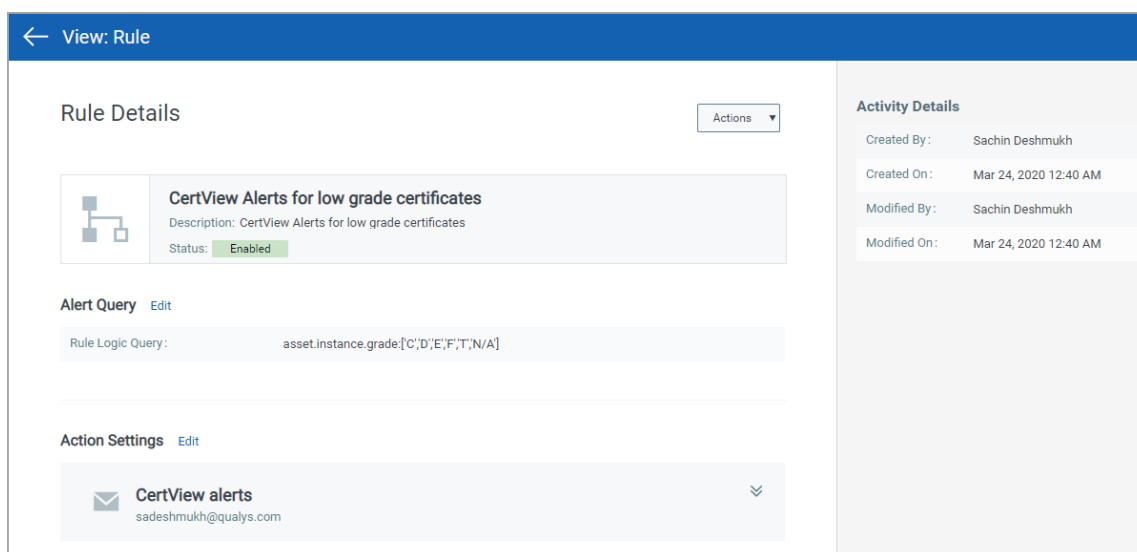 View: Rule
Rule Details
Actions
CertView Alerts for low grade certificates
Description: CertView Alerts for low grade certificates
Status: Enabled
Alert Query Edit
Rule Logic Query: asset.instance.grade:['C','D','E','F','T','N/A']
Action Settings Edit
CertView alerts
sadeshmukh@qualys.com
Activity Details
Created By: Sachin Deshmukh
Created On: Mar 24, 2020 12:40 AM
Modified By: Sachin Deshmukh
Modified On: Mar 24, 2020 12:40 AM